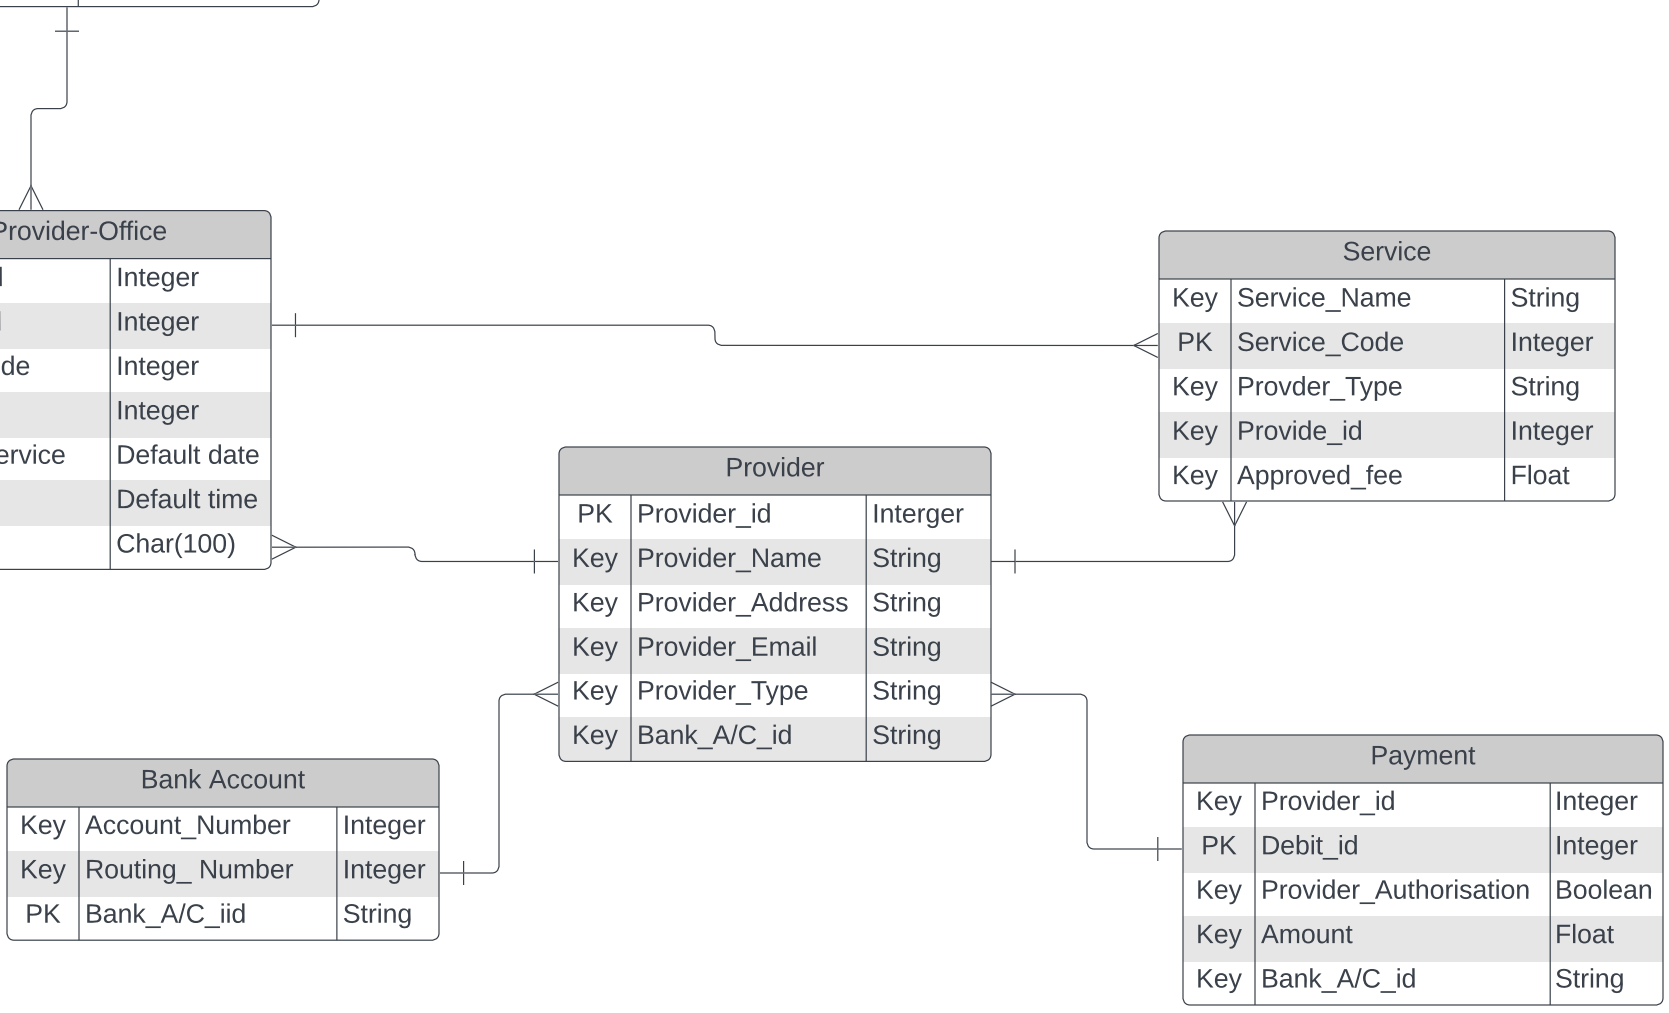 Provider-Office
Integer
Integer
de Integer
Integer
ervice Default date
Default time
Char(100)
Service
Key Service_Name String
PK Service_Code Integer
Key Provder_Type String
Key Provide_id Integer
Key Approved_fee Float
Provider
PK Provider_id Interger
Key Provider_Name String
Key Provider_Address String
Key Provider_Email String
Key Provider_Type String
Key Bank_A/C_id String
Bank Account
Key Account_Number Integer
Key Routing_ Number Integer
PK Bank_A/C_iid String
Payment
Key Provider_id Integer
PK Debit_id Integer
Key Provider_Authorisation Boolean
Key Amount Float
Key Bank_A/C_id String